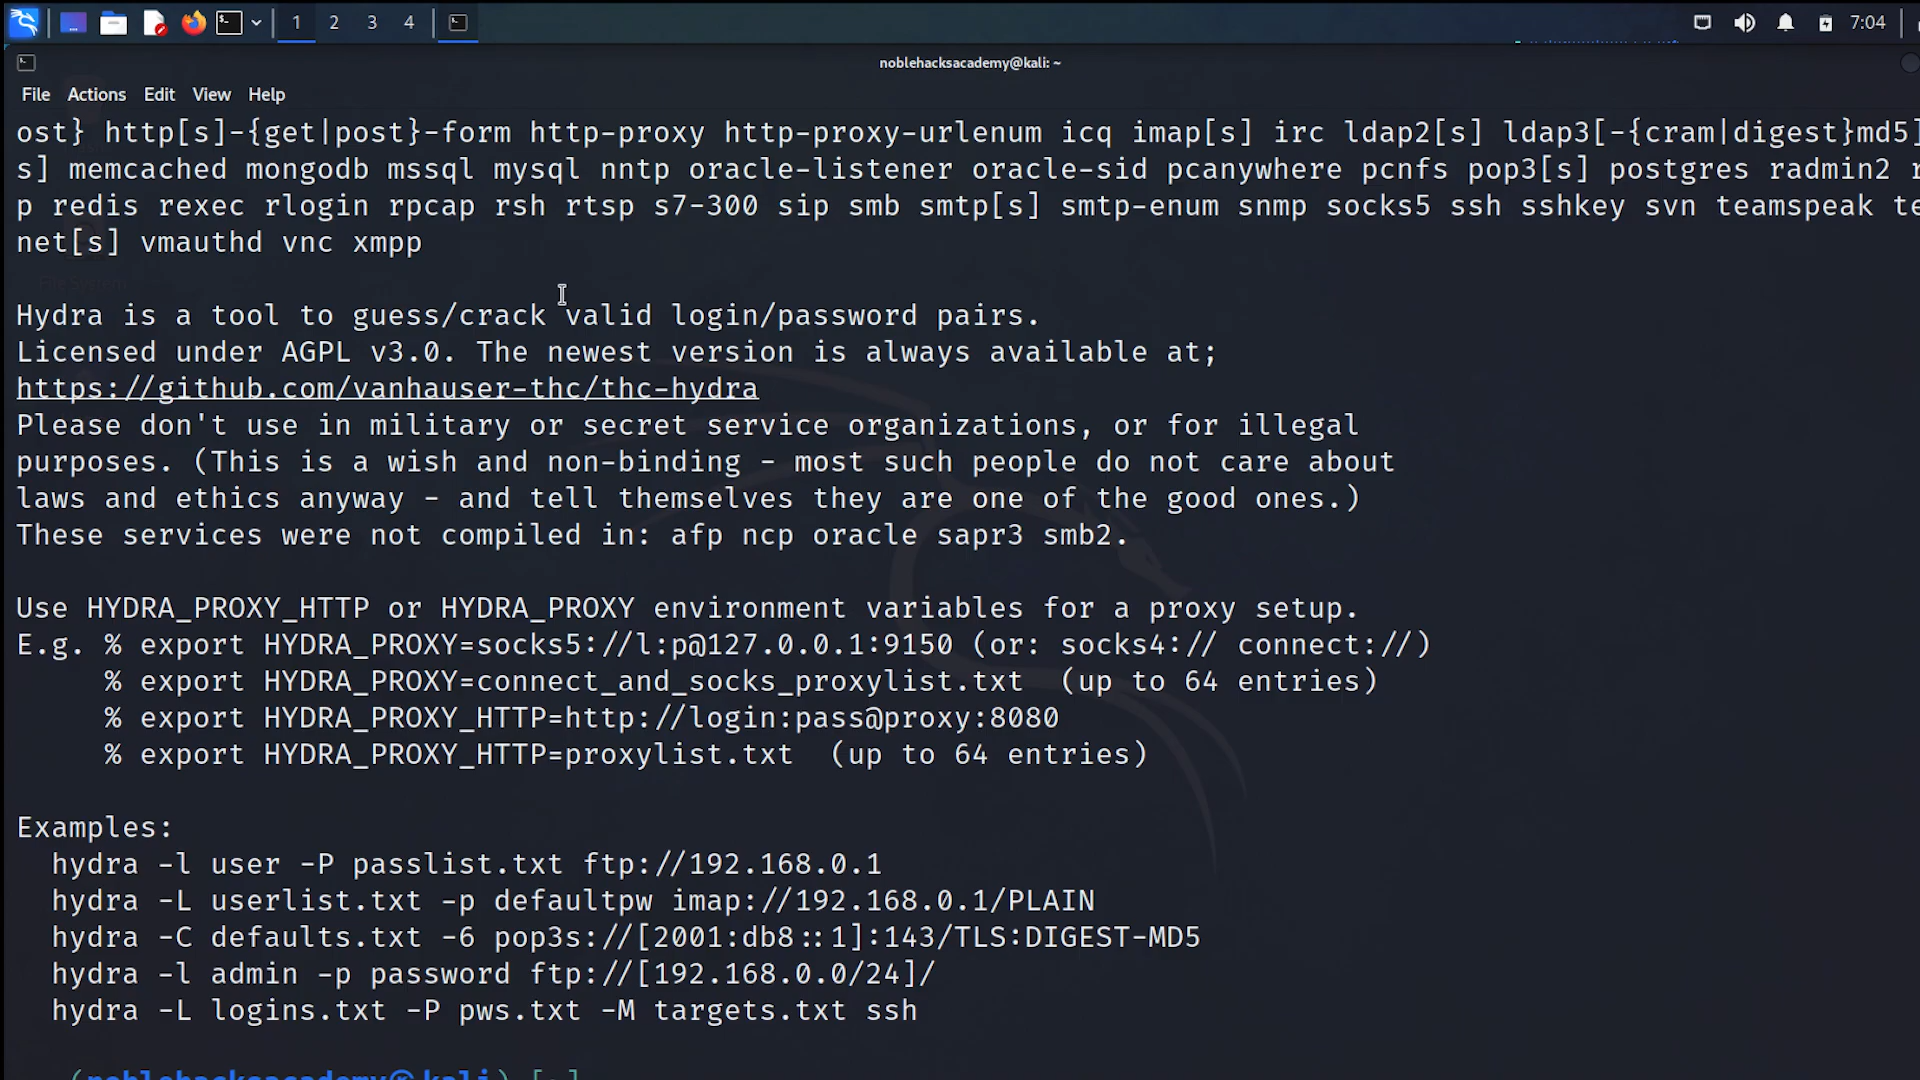 1 2 3 4 7:04
noblehacksacademy@kali: ~
File Actions Edit View Help
ost} http[s]-{get|post}-form http-proxy http-proxy-urlenum icq imap[s] irc ldap2[s] ldap3[-{cram|digest}md5]
s] memcached mongodb mssql mysql nntp oracle-listener oracle-sid pcanywhere pcnfs pop3[s] postgres radmin2 r
p redis rexec rlogin rpcap rsh rtsp s7-300 sip smb smtp[s] smtp-enum snmp socks5 ssh sshkey svn teamspeak te
net[s] vmauthd vnc xmpp
File System
Hydra is a tool to guess/crack valid login/password pairs.
Licensed under AGPL v3.0. The newest version is always available at;
https://github.com/vanhauser-thc/thc-hydra
Please don't use in military or secret service organizations, or for illegal
purposes. (This is a wish and non-binding - most such people do not care about
laws and ethics anyway - and tell themselves they are one of the good ones.)
These services were not compiled in: afp ncp oracle sapr3 smb2.
Use HYDRA_PROXY_HTTP or HYDRA_PROXY environment variables for a proxy setup.
E.g. % export HYDRA_PROXY=socks5://l:p@127.0.0.1:9150 (or: socks4:// connect://)
% export HYDRA_PROXY=connect_and_socks_proxylist.txt (up to 64 entries)
% export HYDRA_PROXY_HTTP=http://login:pass@proxy:8080
% export HYDRA_PROXY_HTTP=proxylist.txt (up to 64 entries)
Examples:
hydra -l user -P passlist.txt ftp://192.168.0.1
hydra -L userlist.txt -p defaultpw imap://192.168.0.1/PLAIN
hydra -C defaults.txt -6 pop3s://[2001:db8::1]:143/TLS:DIGEST-MD5
hydra -l admin -p password ftp://[192.168.0.0/24]/
hydra -L logins.txt -P pws.txt -M targets.txt ssh
(noblehacksacademy@kali)-[~]